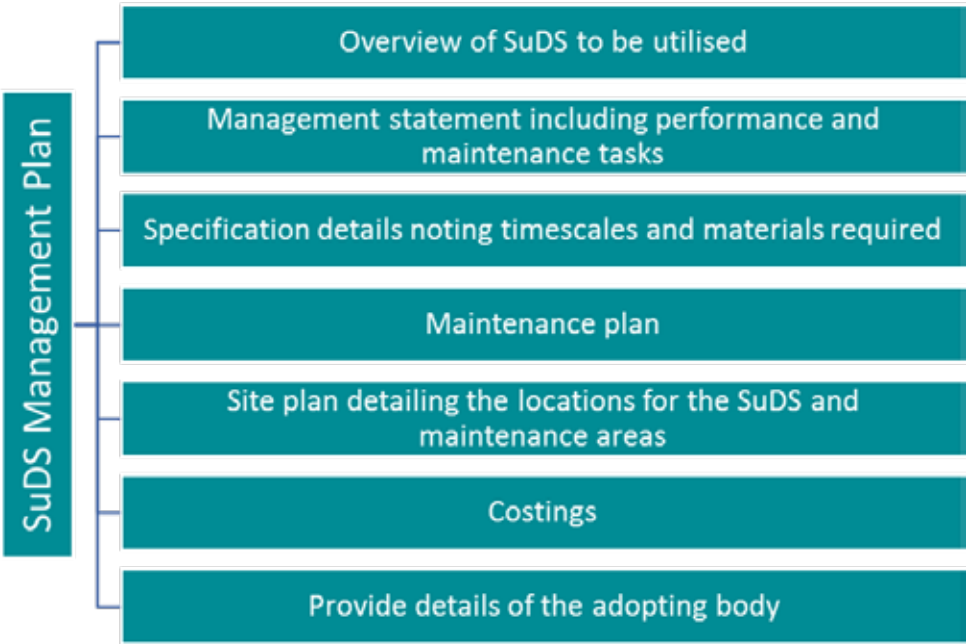 SuDS Management Plan
Overview of SuDS to be utilised
Management statement including performance and
maintenance tasks
Specification details noting timescales and materials required
Maintenance plan
Site plan detailing the locations for the SuDS and
maintenance areas
Costings
Provide details of the adopting body